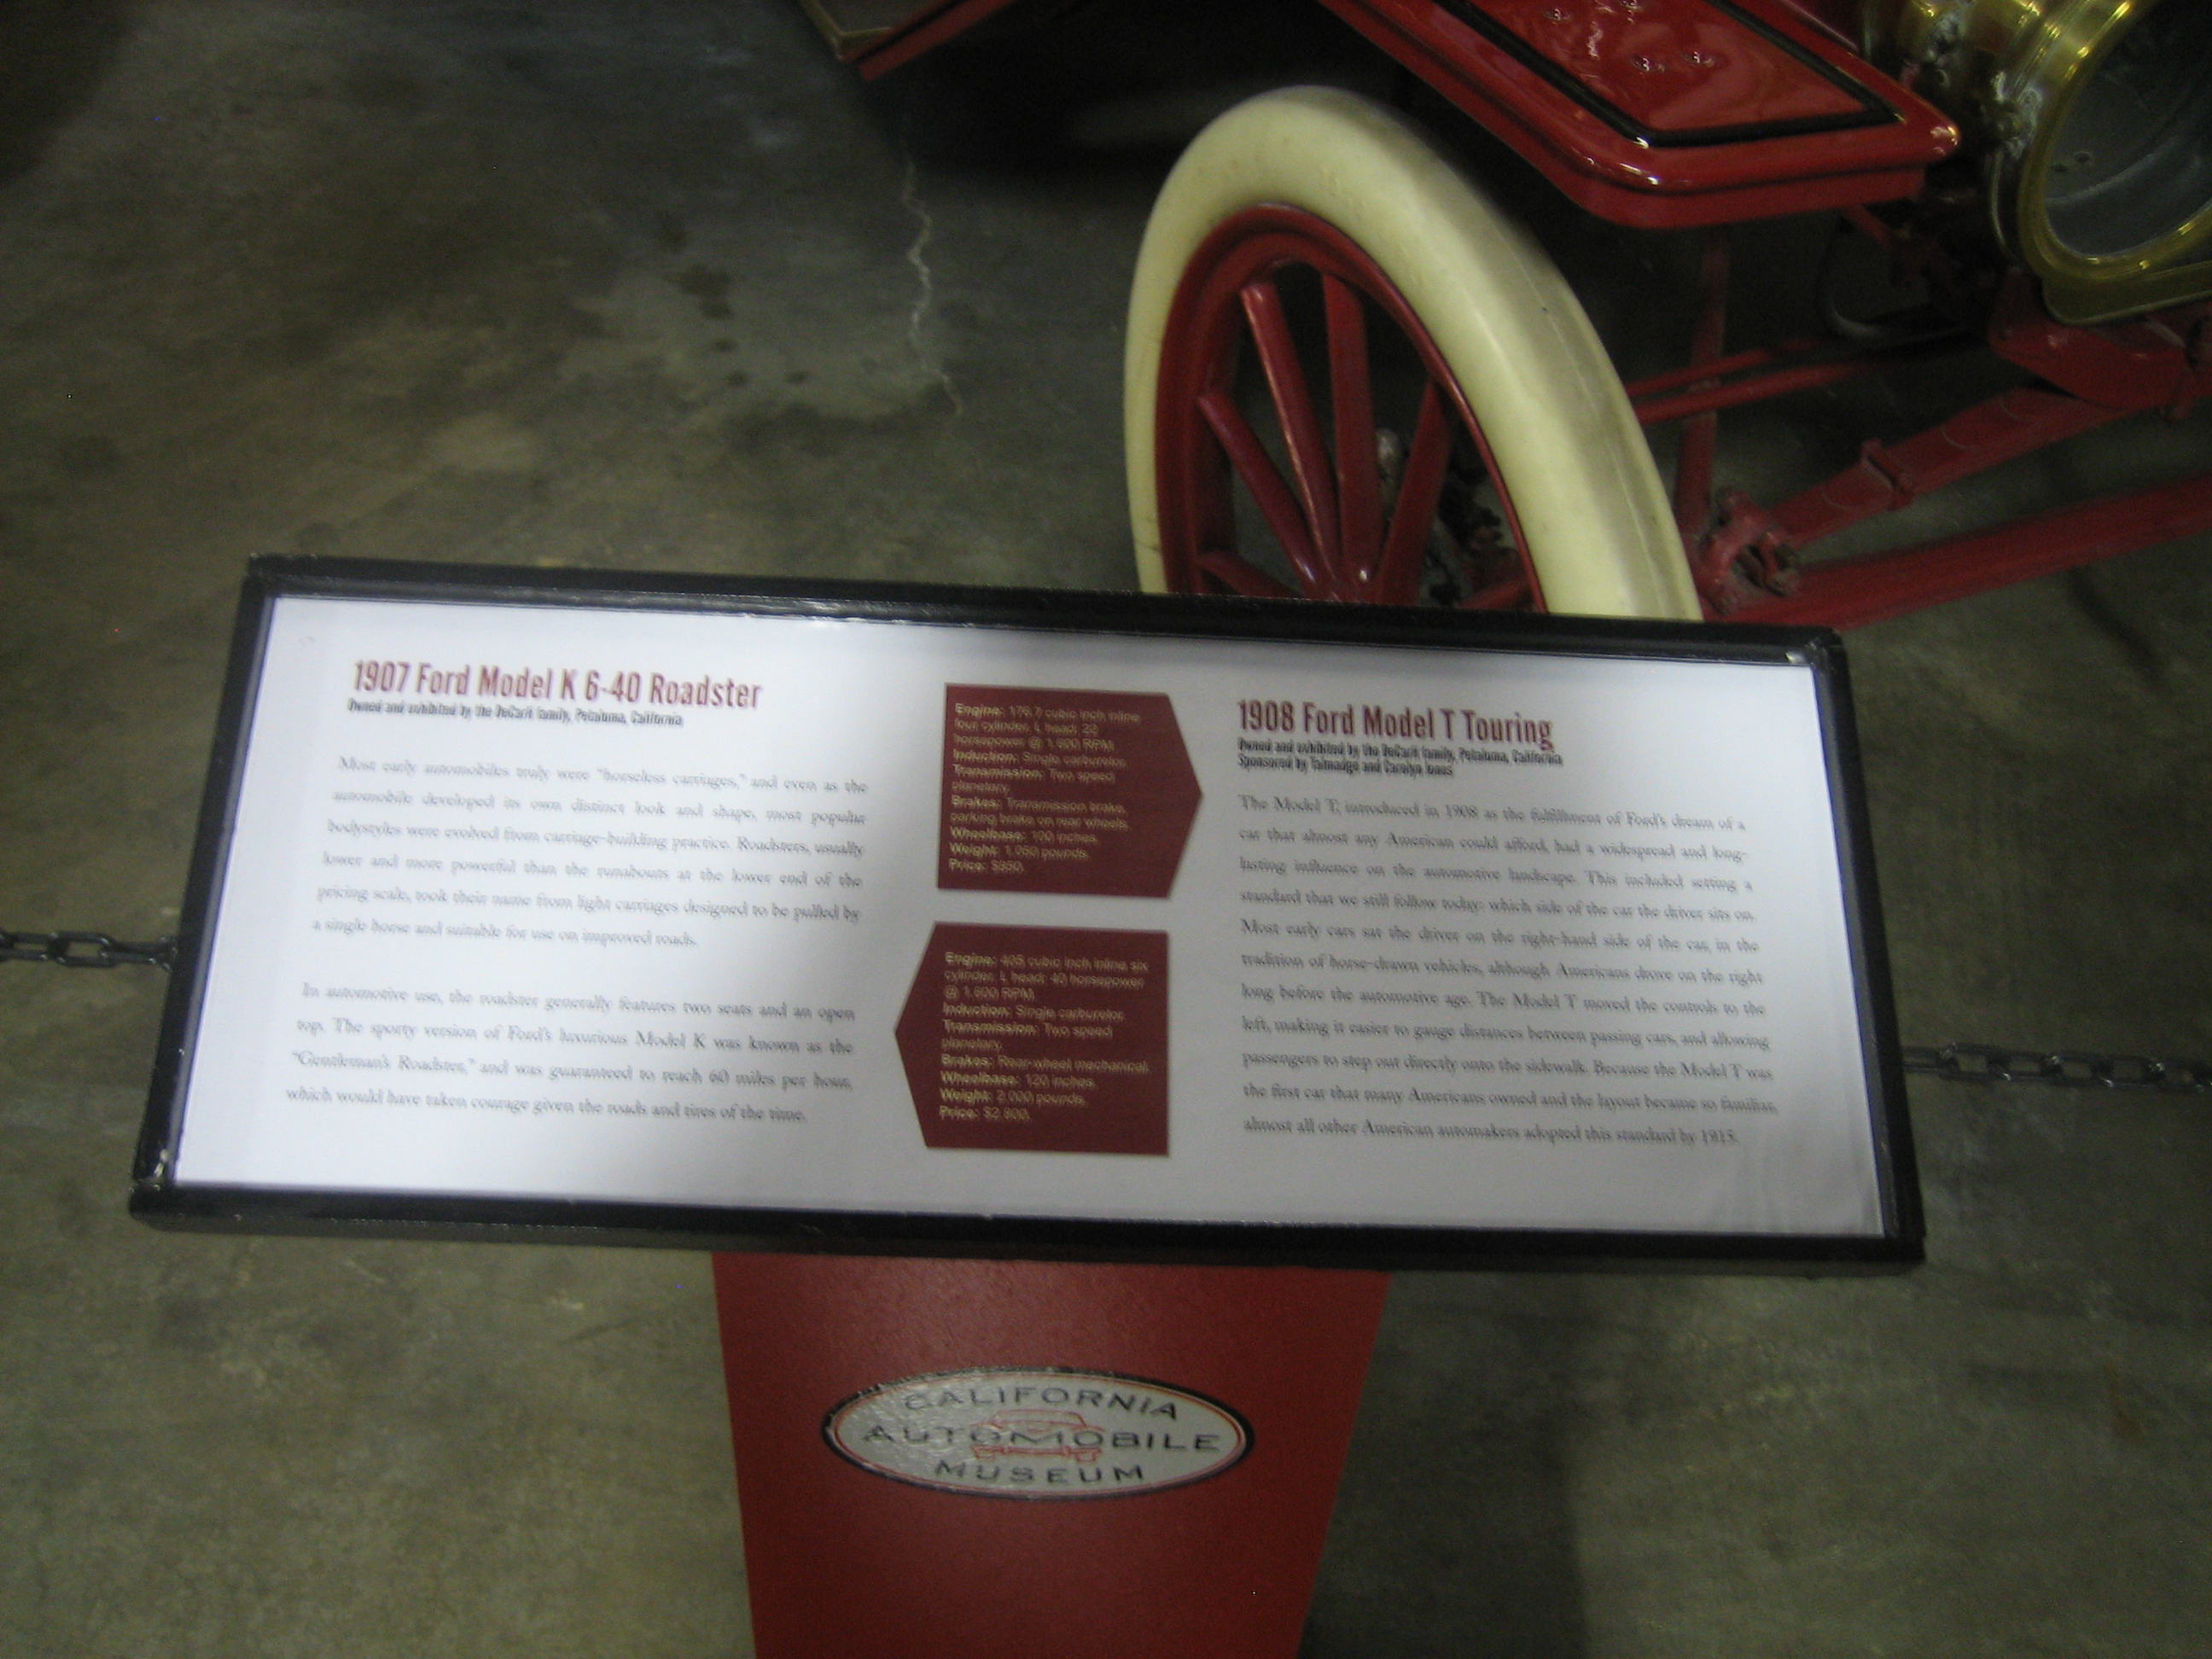 1907 Ford Model K 6-40 Roadster
Owned and exhibited by the DeCarli family, Petaluma, California
Most early automobiles truly were "horseless carriages," and even as the
automobile developed its own distinct look and shape, most popular
bodystyles were evolved from carriage-building practice. Roadsters, usually
lower and more powerful than the runabouts at the lower end of the
pricing scale, took their name from light carriages designed to be pulled by
a single horse and suitable for use on improved roads.
In automotive use, the roadster generally features two seats and an open
top. The sporty version of Ford's luxurious Model K was known as the
"Gentleman's Roadster," and was guaranteed to reach 60 miles per hour,
which would have taken courage given the roads and tires of the time.
Engine: 176.7 cubic inch inline
four cylinder, L head; 22
horsepower @ 1,600 RPM.
Induction: Single carburetor.
Transmission: Two speed
planetary.
Brakes: Transmission brake,
parking brake on rear wheels.
Wheelbase: 100 inches.
Weight: 1,050 pounds.
Price: $350.
Engine: 405 cubic inch inline six
cylinder, L head; 40 horsepower
@ 1,600 RPM.
Induction: Single carburetor.
Transmission: Two speed
planetary.
Brakes: Rear-wheel mechanical.
Wheelbase: 120 inches.
Weight: 2,000 pounds.
Price: $2,800.
1908 Ford Model T Touring
Owned and exhibited by the DeCarli family, Petaluma, California
Sponsored by Talmadge and Carolyn Jones
The Model T, introduced in 1908 as the fulfillment of Ford's dream of a
car that almost any American could afford, had a widespread and long-
lasting influence on the automotive landscape. This included setting a
standard that we still follow today: which side of the car the driver sits on.
Most early cars sat the driver on the right-hand side of the car, in the
tradition of horse-drawn vehicles, although Americans drove on the right
long before the automotive age. The Model T moved the controls to the
left, making it easier to gauge distances between passing cars, and allowing
passengers to step out directly onto the sidewalk. Because the Model T was
the first car that many Americans owned and the layout became so familiar,
almost all other American automakers adopted this standard by 1915.
CALIFORNIA
AUTOMOBILE
MUSEUM